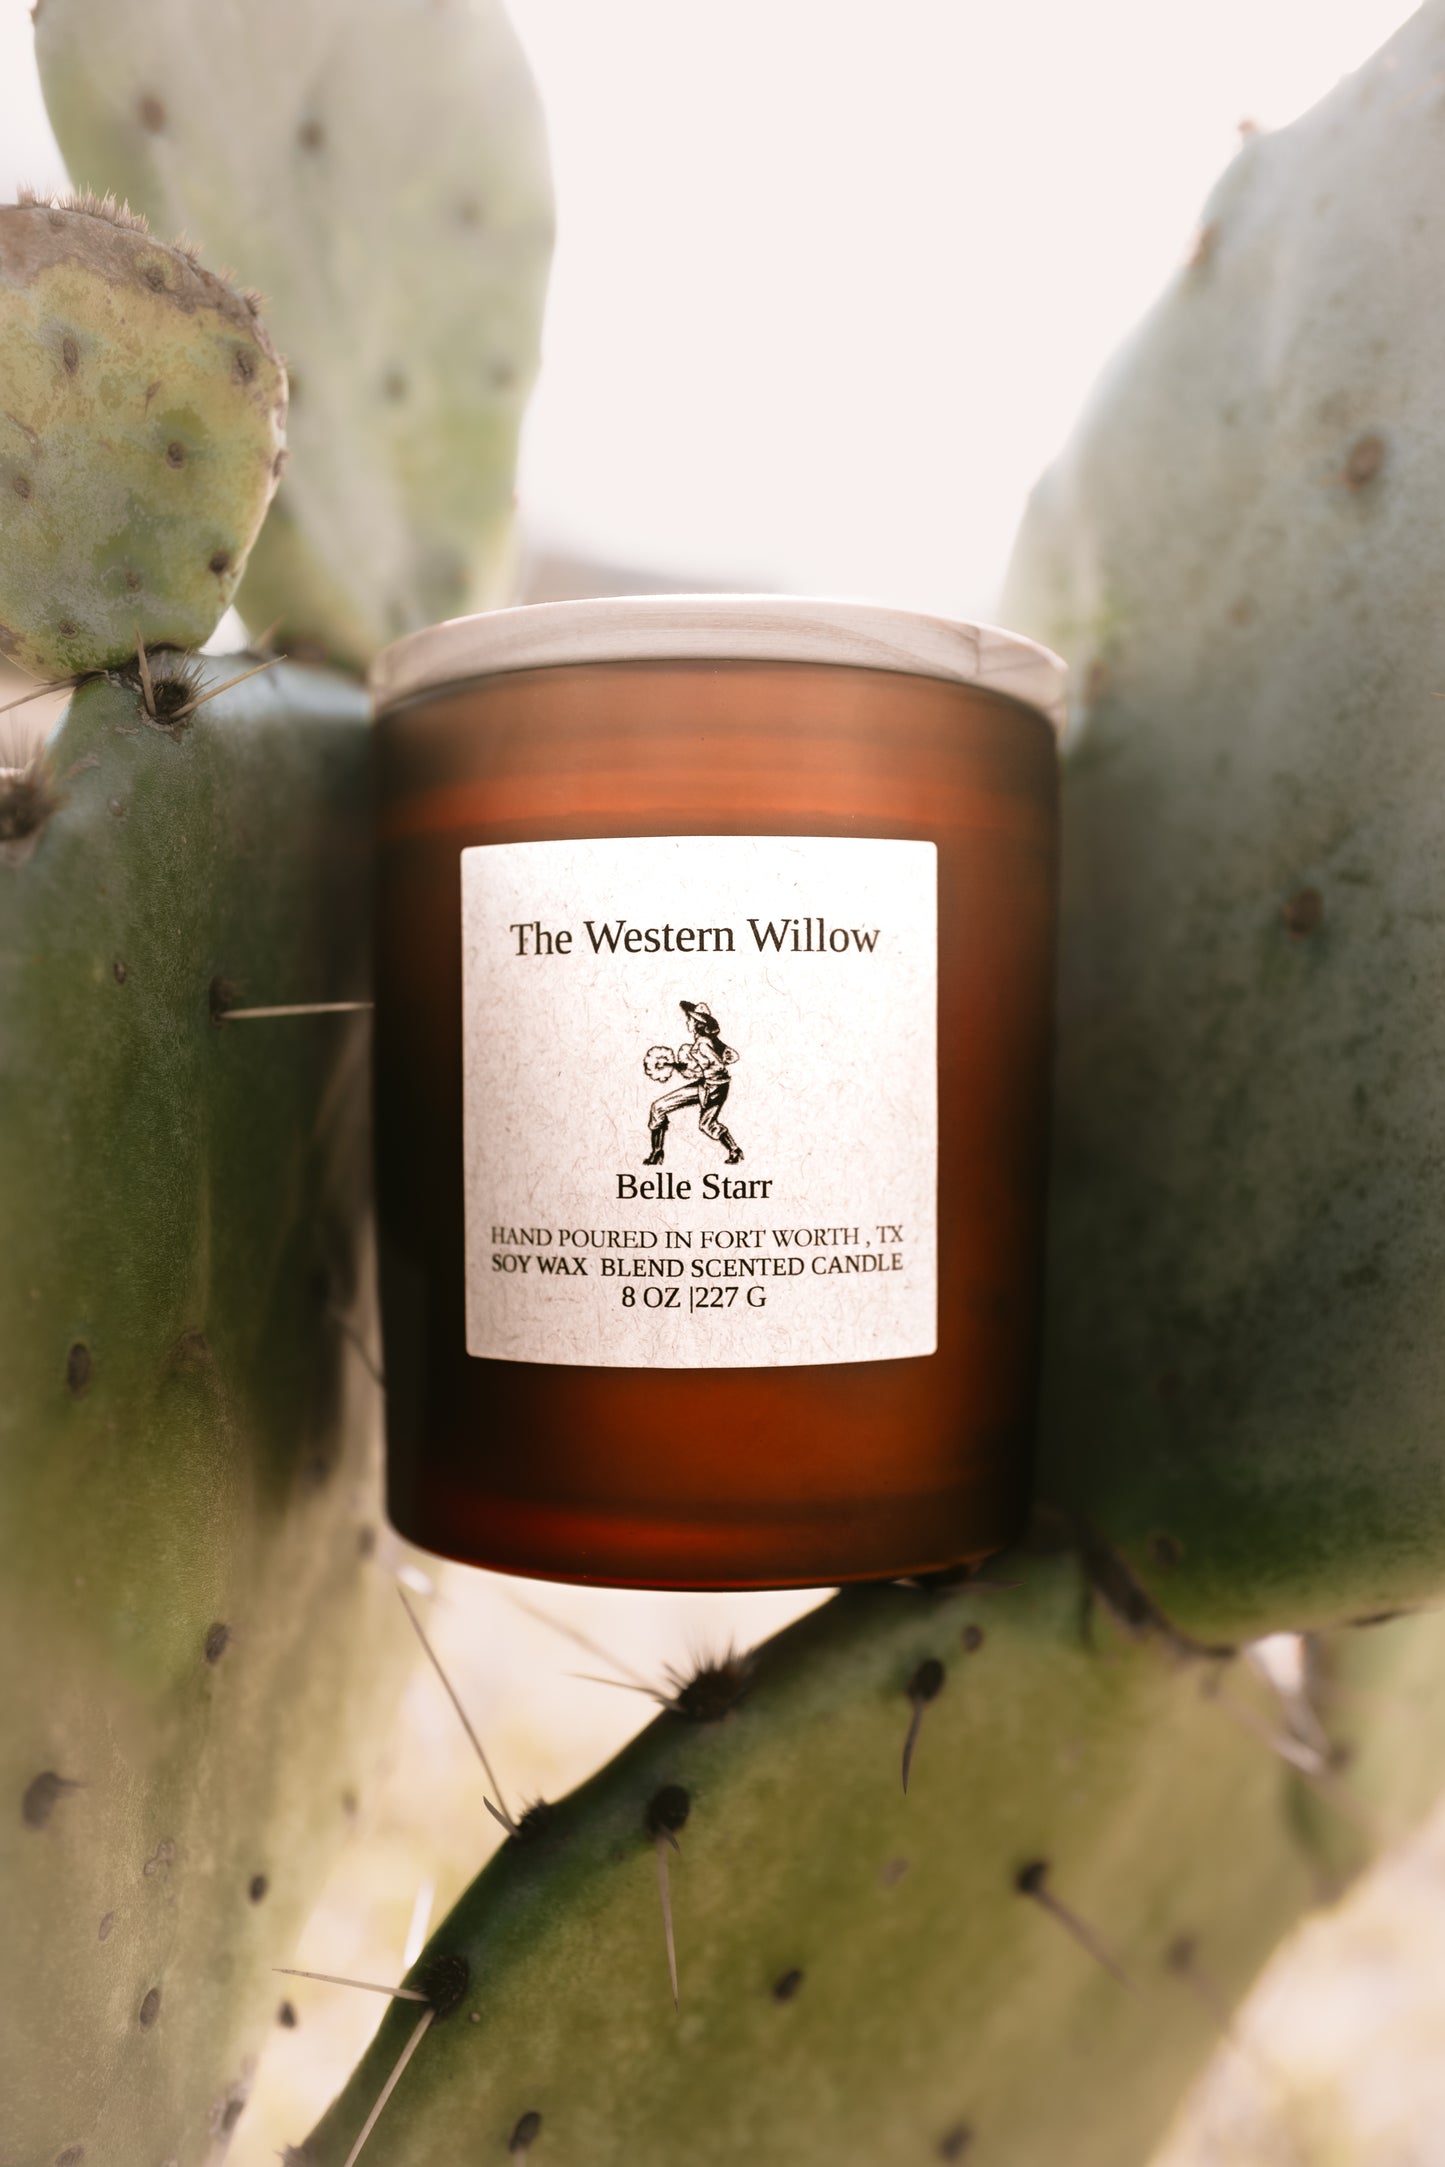 The Western Willow
Belle Starr
HAND POURED IN FORT WORTH , TX
SOY WAX  BLEND SCENTED CANDLE
8 OZ |227 G